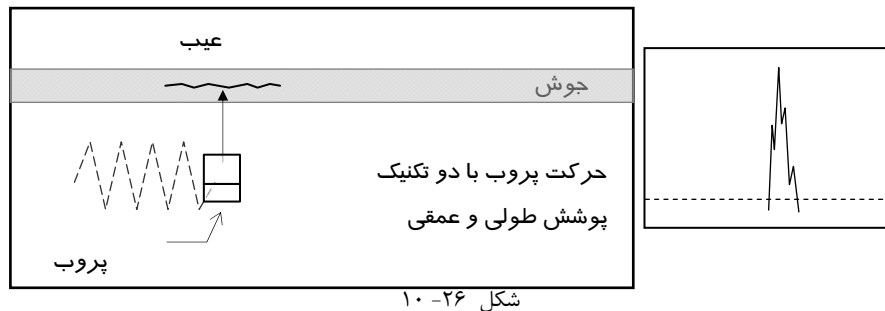 عیب
جوش
حرکت پروب با دو تکنیک
پوشش طولی و عمقی
پروب
شکل ۲۶- ۱۰